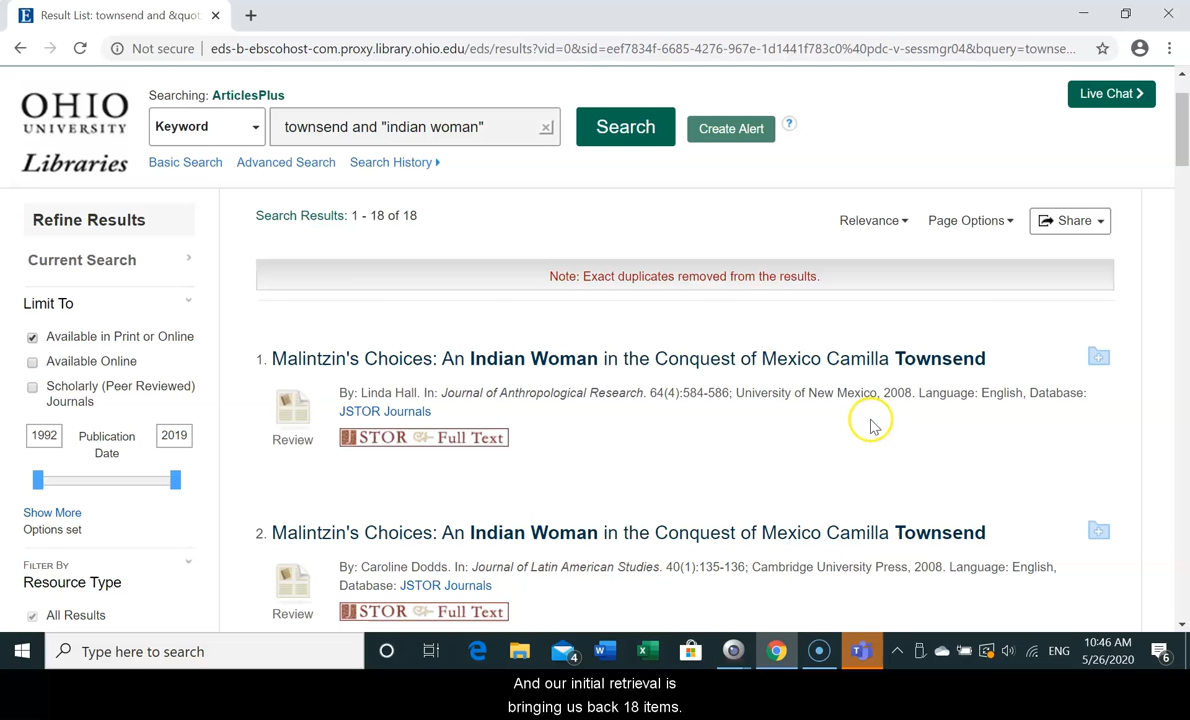 Result List: townsend and &quot
Not secure
eds-b-ebscohost-com.proxy.library.ohio.edu/eds/results?vid=0&sid=eef7834f-6685-4276-967e-1d1441f783c0%40pdc-v-sessmgr04&bquery=townse...
OHIO
UNIVERSITY
Libraries
Searching: ArticlesPlus
Live Chat
Keyword
townsend and "indian woman"
Search
Create Alert
?
Basic Search
Advanced Search
Search History
Refine Results
Search Results: 1 - 18 of 18
Relevance
Page Options
Share
Current Search
Note: Exact duplicates removed from the results.
Limit To
Available in Print or Online
Available Online
Scholarly (Peer Reviewed)
Journals
1992
Publication
Date
2019
Show More
Options set
FILTER BY
Resource Type
All Results
1. Malintzin's Choices: An Indian Woman in the Conquest of Mexico Camilla Townsend
By: Linda Hall. In: Journal of Anthropological Research. 64(4):584-586; University of New Mexico, 2008. Language: English, Database:
JSTOR Journals
Review
JSTOR Full Text
2. Malintzin's Choices: An Indian Woman in the Conquest of Mexico Camilla Townsend
By: Caroline Dodds. In: Journal of Latin American Studies. 40(1):135-136; Cambridge University Press, 2008. Language: English,
Database: JSTOR Journals
Review
JSTOR Full Text
Type here to search
4
ENG
10:46 AM
5/26/2020
6
And our initial retrieval is
bringing us back 18 items.